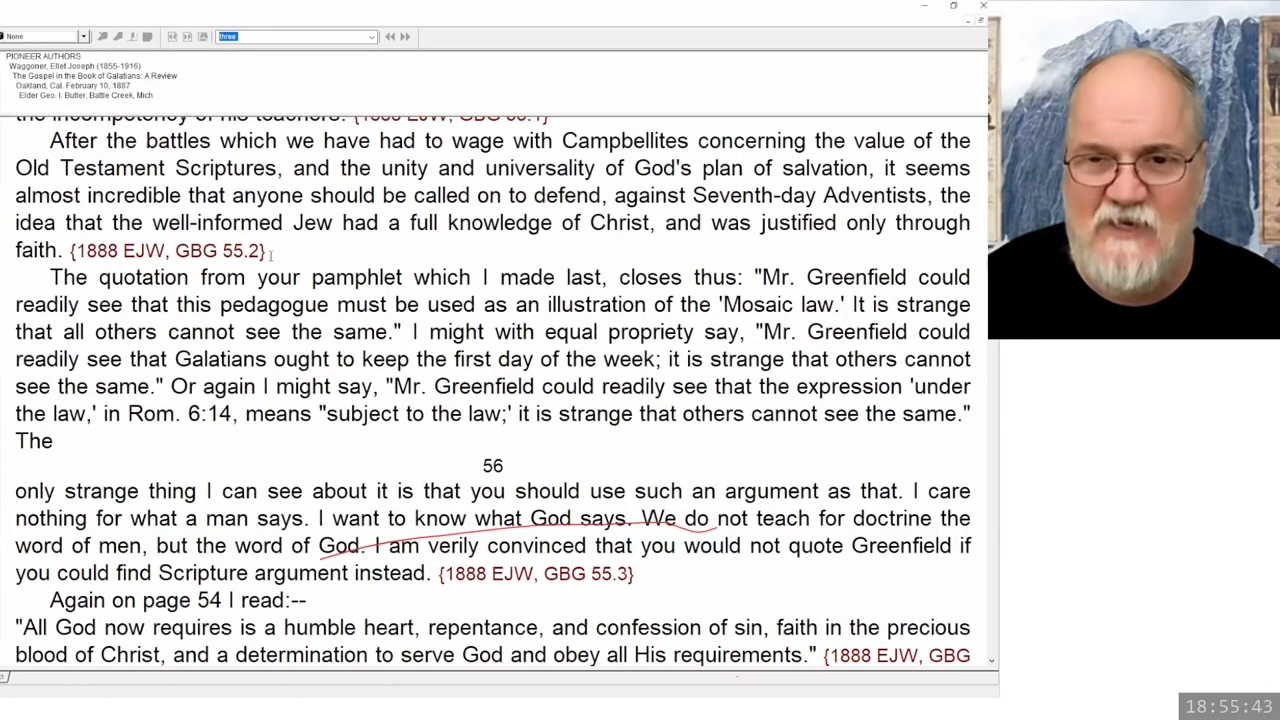 None
three
PIONEER AUTHORS
Waggoner, Ellet Joseph (1855-1916)
The Gospel in the Book of Galatians: A Review
Oakland, Cal. February 10, 1887
Elder Geo. I. Butler, Battle Creek, Mich
the incompetency of his teachers. {1888 EJW, GBG 55.1}
After the battles which we have had to wage with Campbellites concerning the value of the
Old Testament Scriptures, and the unity and universality of God's plan of salvation, it seems
almost incredible that anyone should be called on to defend, against Seventh-day Adventists, the
idea that the well-informed Jew had a full knowledge of Christ, and was justified only through
faith. {1888 EJW, GBG 55.2}
The quotation from your pamphlet which I made last, closes thus: "Mr. Greenfield could
readily see that this pedagogue must be used as an illustration of the 'Mosaic law.' It is strange
that all others cannot see the same." I might with equal propriety say, "Mr. Greenfield could
readily see that Galatians ought to keep the first day of the week; it is strange that others cannot
see the same." Or again I might say, "Mr. Greenfield could readily see that the expression 'under
the law,' in Rom. 6:14, means "subject to the law;' it is strange that others cannot see the same."
The
56
only strange thing I can see about it is that you should use such an argument as that. I care
nothing for what a man says. I want to know what God says. We do not teach for doctrine the
word of men, but the word of God. I am verily convinced that you would not quote Greenfield if
you could find Scripture argument instead. {1888 EJW, GBG 55.3}
Again on page 54 I read:--
"All God now requires is a humble heart, repentance, and confession of sin, faith in the precious
blood of Christ, and a determination to serve God and obey all His requirements." {1888 EJW, GBG
18:55:43